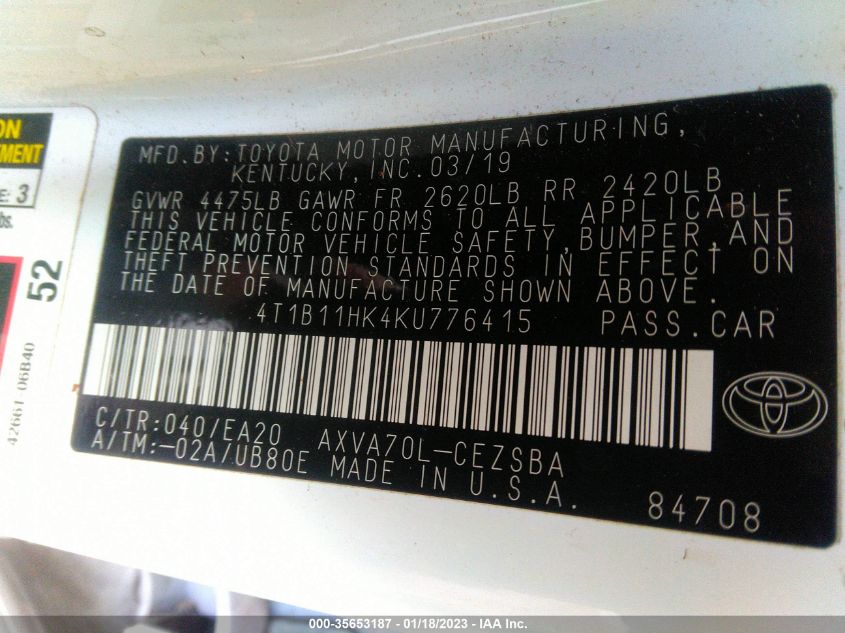 ON
TMENT
E: 3
bs.
52
42661-06B40
MFD.BY:TOYOTA MOTOR MANUFACTURING,
KENTUCKY,INC.03/19
GVWR 4475LB GAWR FR 2620LB RR 2420LB
THIS VEHICLE CONFORMS TO ALL APPLICABLE
FEDERAL MOTOR VEHICLE SAFETY,BUMPER,AND
THEFT PREVENTION STANDARDS IN EFFECT ON
THE DATE OF MANUFACTURE SHOWN ABOVE.
4T1B11HK4KU776415 PASS.CAR
C/TR:040/EA20 AXVA70L-CEZSBA
A/TM:-02A/UB80E MADE IN U.S.A.
84708
000-35653187 - 01/18/2023 - IAA Inc.